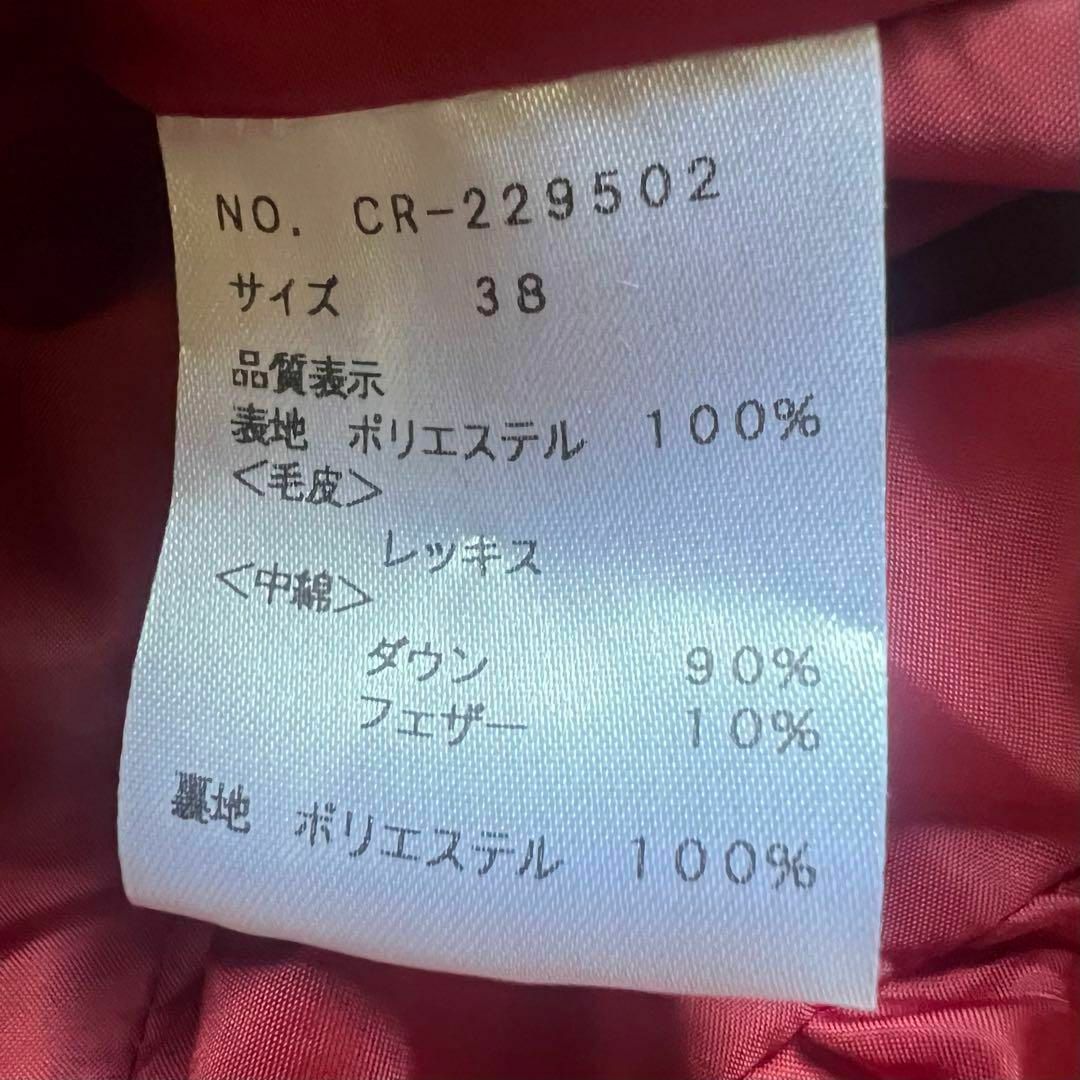 NO. CR-229502
サイズ 38
品質表示
表地 ポリエステル 100%
<毛皮>
レッキス
<中綿>
ダウン 90%
フェザー 10%
裏地 ポリエステル 100%